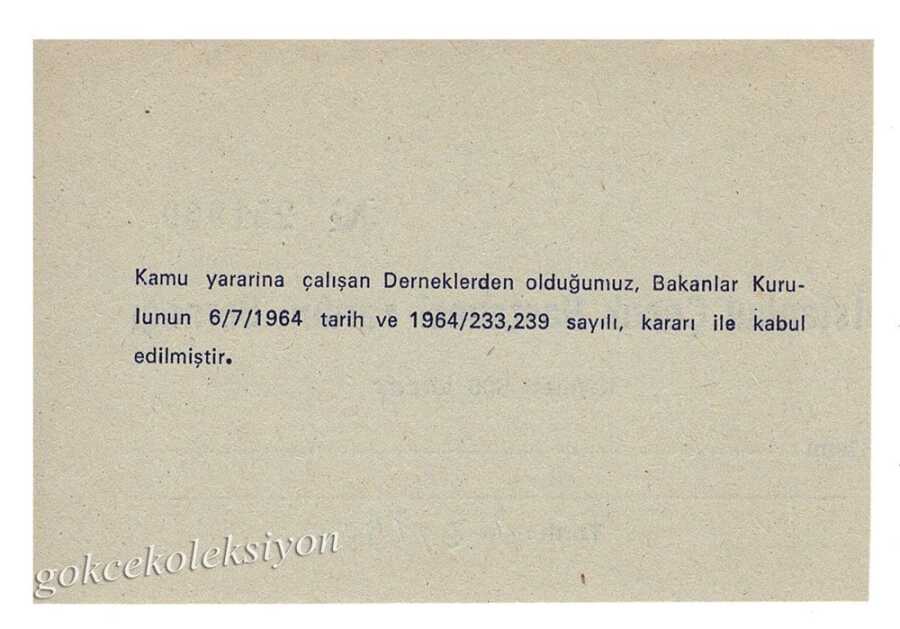 Kamu yararına çalışan Derneklerden olduğumuz, Bakanlar Kuru-
lunun 6/7/1964 tarih ve 1964/233,239 sayılı, kararı ile kabul
edilmiştir.
gokcekoleksiyon